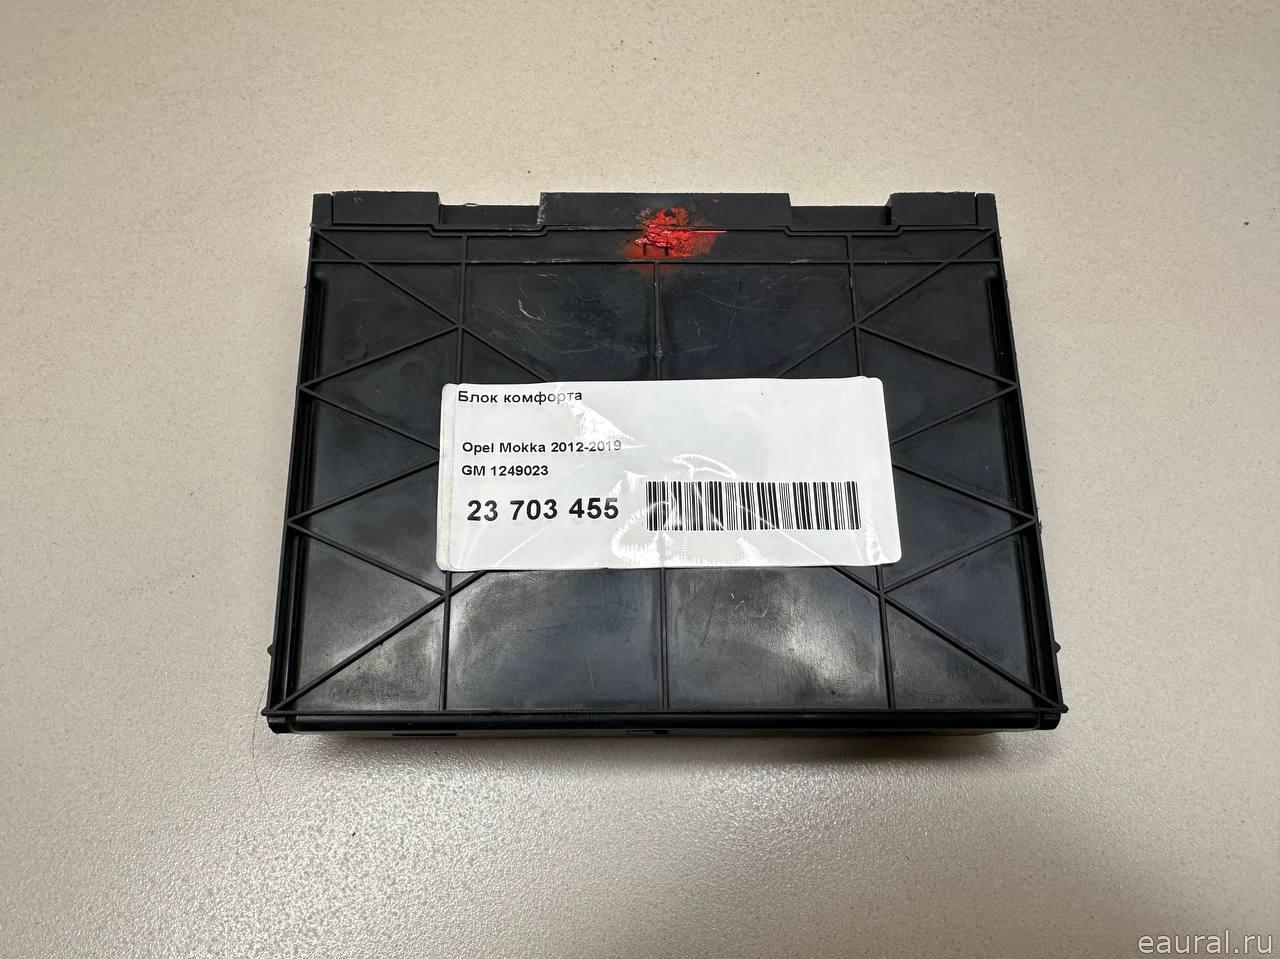 Блок комфорта
Opel Mokka 2012-2019
GM 1249023
23 703 455
eaural.ru